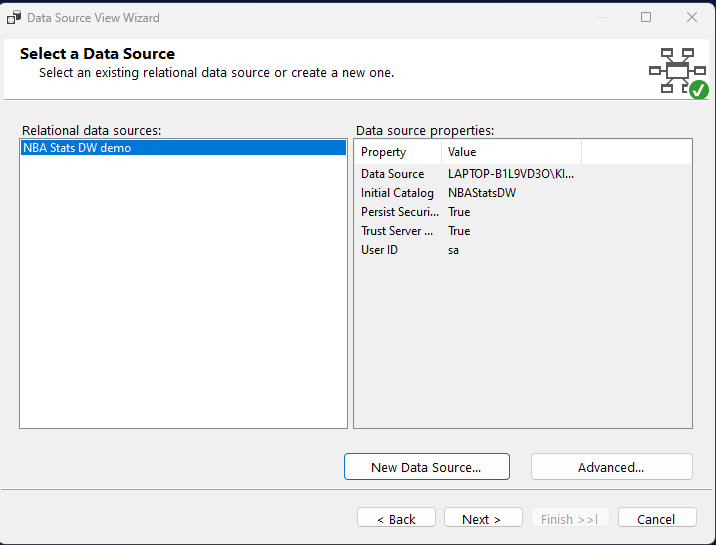 Data Source View Wizard
Select a Data Source
Select an existing relational data source or create a new one.
Relational data sources:
NBA Stats DW demo
Data source properties:
Property Value
Data Source LAPTOP-B1L9VD3O\KI...
Initial Catalog NBAStatsDW
Persist Securi... True
Trust Server ... True
User ID sa
New Data Source... Advanced...
< Back Next > Finish >>| Cancel